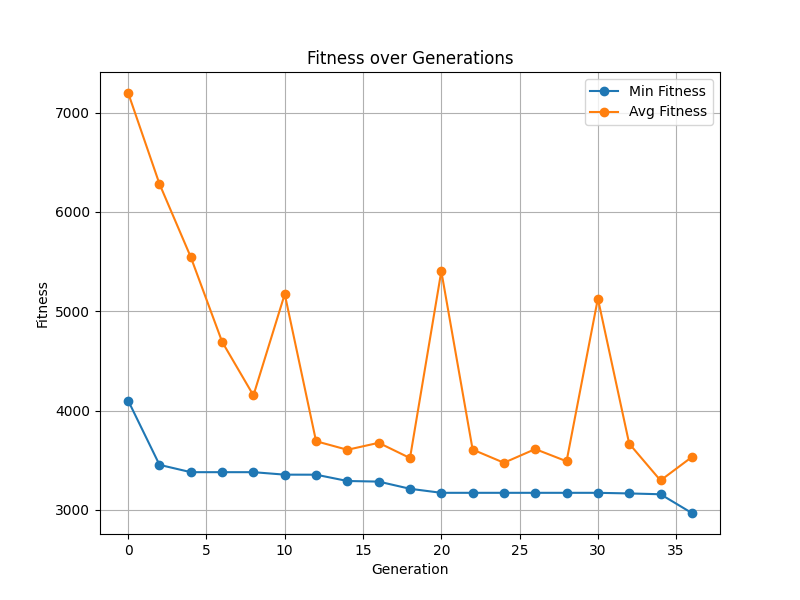 Fitness over Generations
Min Fitness
Avg Fitness
7000
6000
5000
4000
3000
Fitness
0 5 10 15 20 25 30 35
Generation